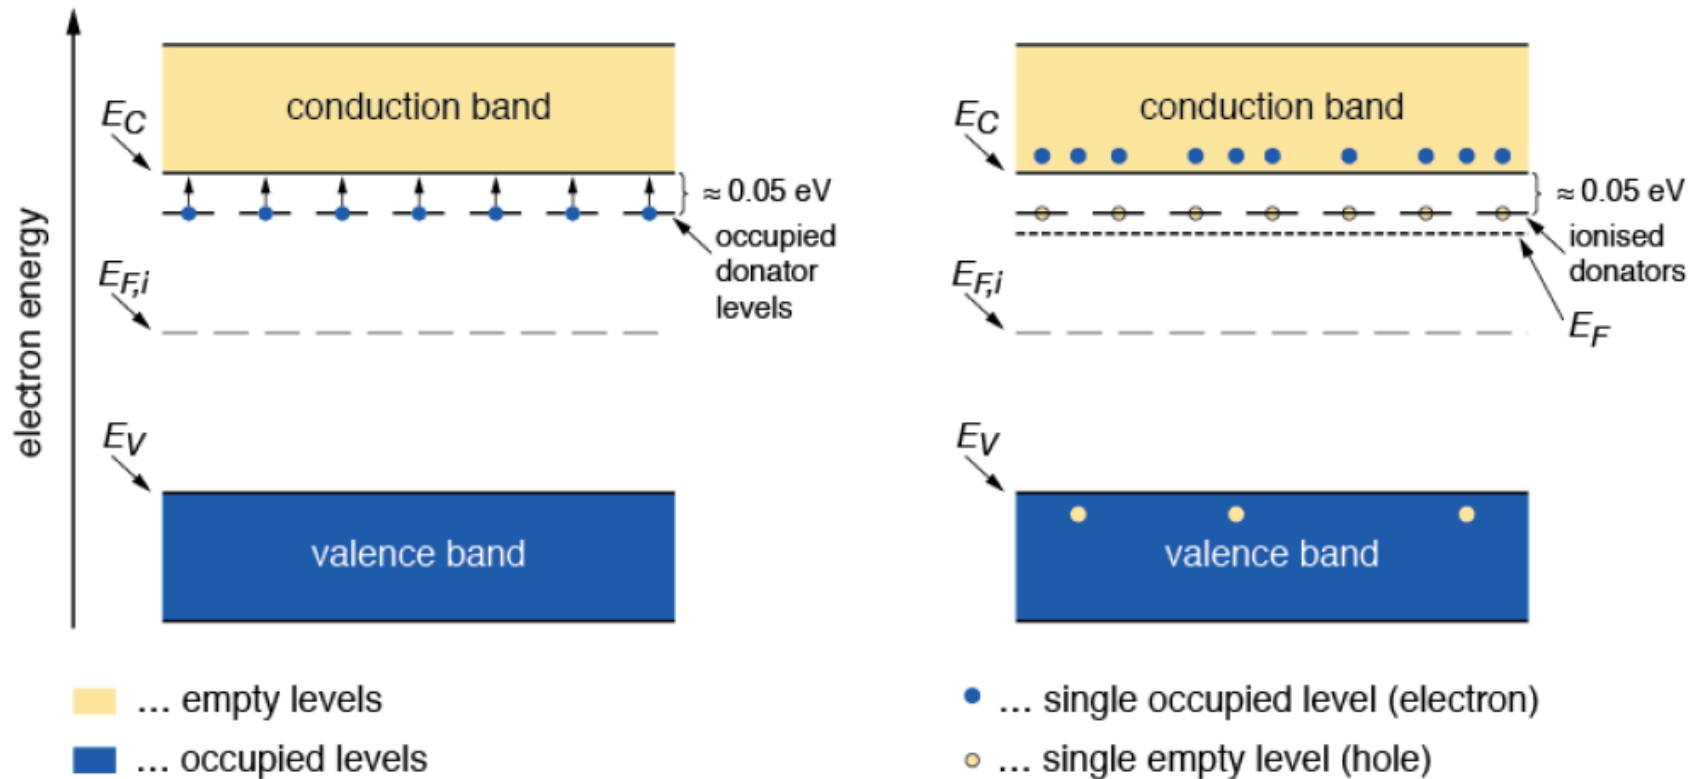 electron energy
conduction band
E_C
≈ 0.05 eV
occupied
donator
levels
E_F,i
E_V
valence band
conduction band
E_C
≈ 0.05 eV
ionised
donators
E_F,i
E_F
E_V
valence band
... empty levels
... occupied levels
... single occupied level (electron)
... single empty level (hole)